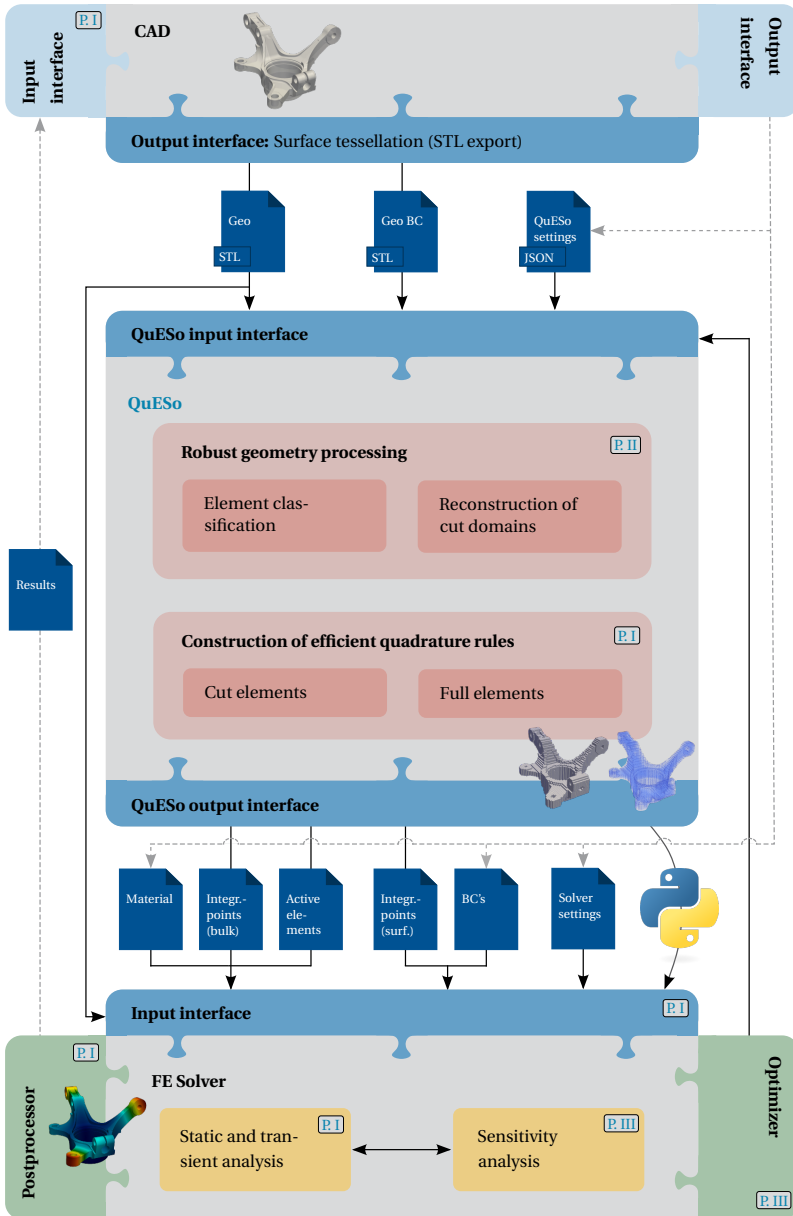 P. I
CAD
Input
interface
Output
interface
Output interface: Surface tessellation (STL export)
Geo
STL
Geo BC
STL
QuESo
settings
JSON
QuESo input interface
QuESo
Robust geometry processing
P. II
Element clas-
sification
Reconstruction of
cut domains
Results
Construction of efficient quadrature rules
P. I
Cut elements
Full elements
QuESo output interface
Material
Integr.-
points
(bulk)
Active
ele-
ments
Integr.-
points
(surf.)
BC's
Solver
settings
Input interface
P. I
Postprocessor
P. I
FE Solver
Static and tran-
sient analysis
P. I
Sensitivity
analysis
P. III
Optimizer
P. III